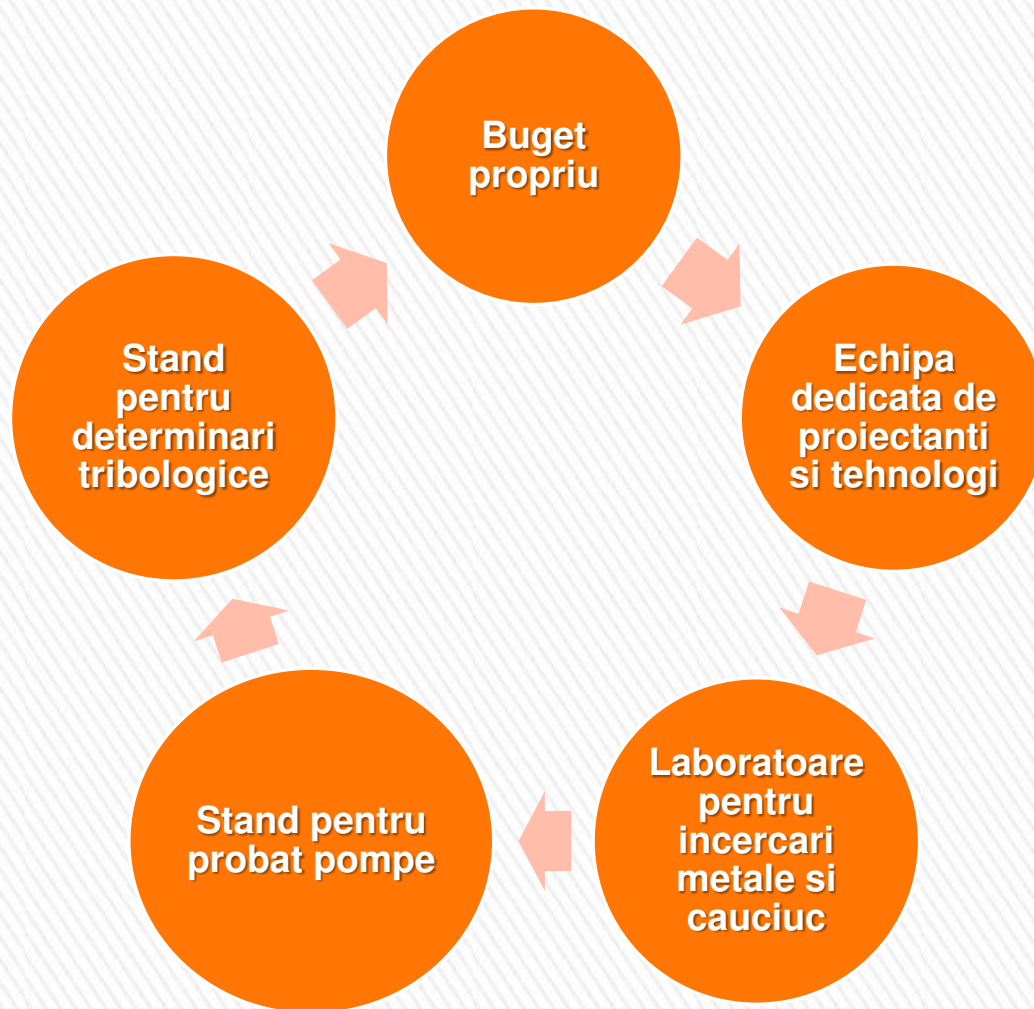 Buget
propriu
Echipa
dedicata de
proiectanti
si tehnologi
Laboratoare
pentru
incercari
metale si
cauciuc
Stand pentru
probat pompe
Stand
pentru
determinari
tribologice